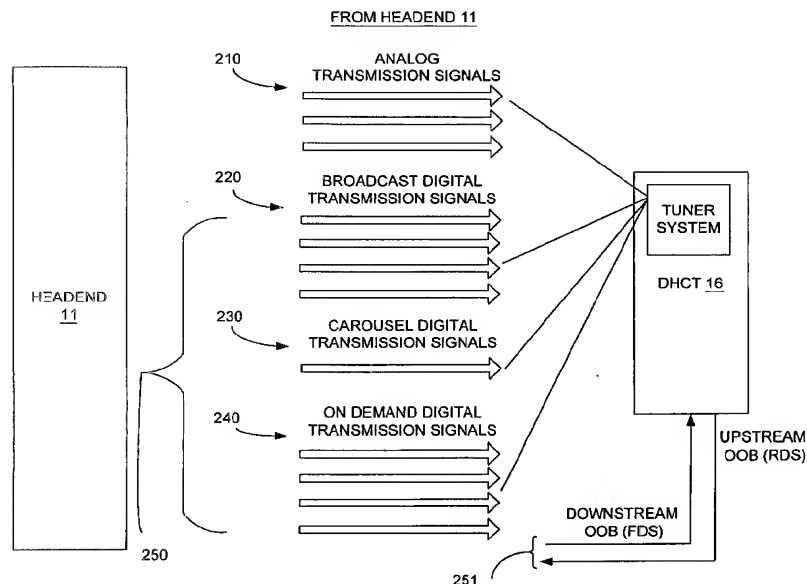 FROM HEADEND 11
210
ANALOG
TRANSMISSION SIGNALS
220
BROADCAST DIGITAL
TRANSMISSION SIGNALS
TUNER
SYSTEM
DHCT 16
HEADEND
11
230
CAROUSEL DIGITAL
TRANSMISSION SIGNALS
240
ON DEMAND DIGITAL
TRANSMISSION SIGNALS
UPSTREAM
OOB (RDS)
DOWNSTREAM
OOB (FDS)
250
251